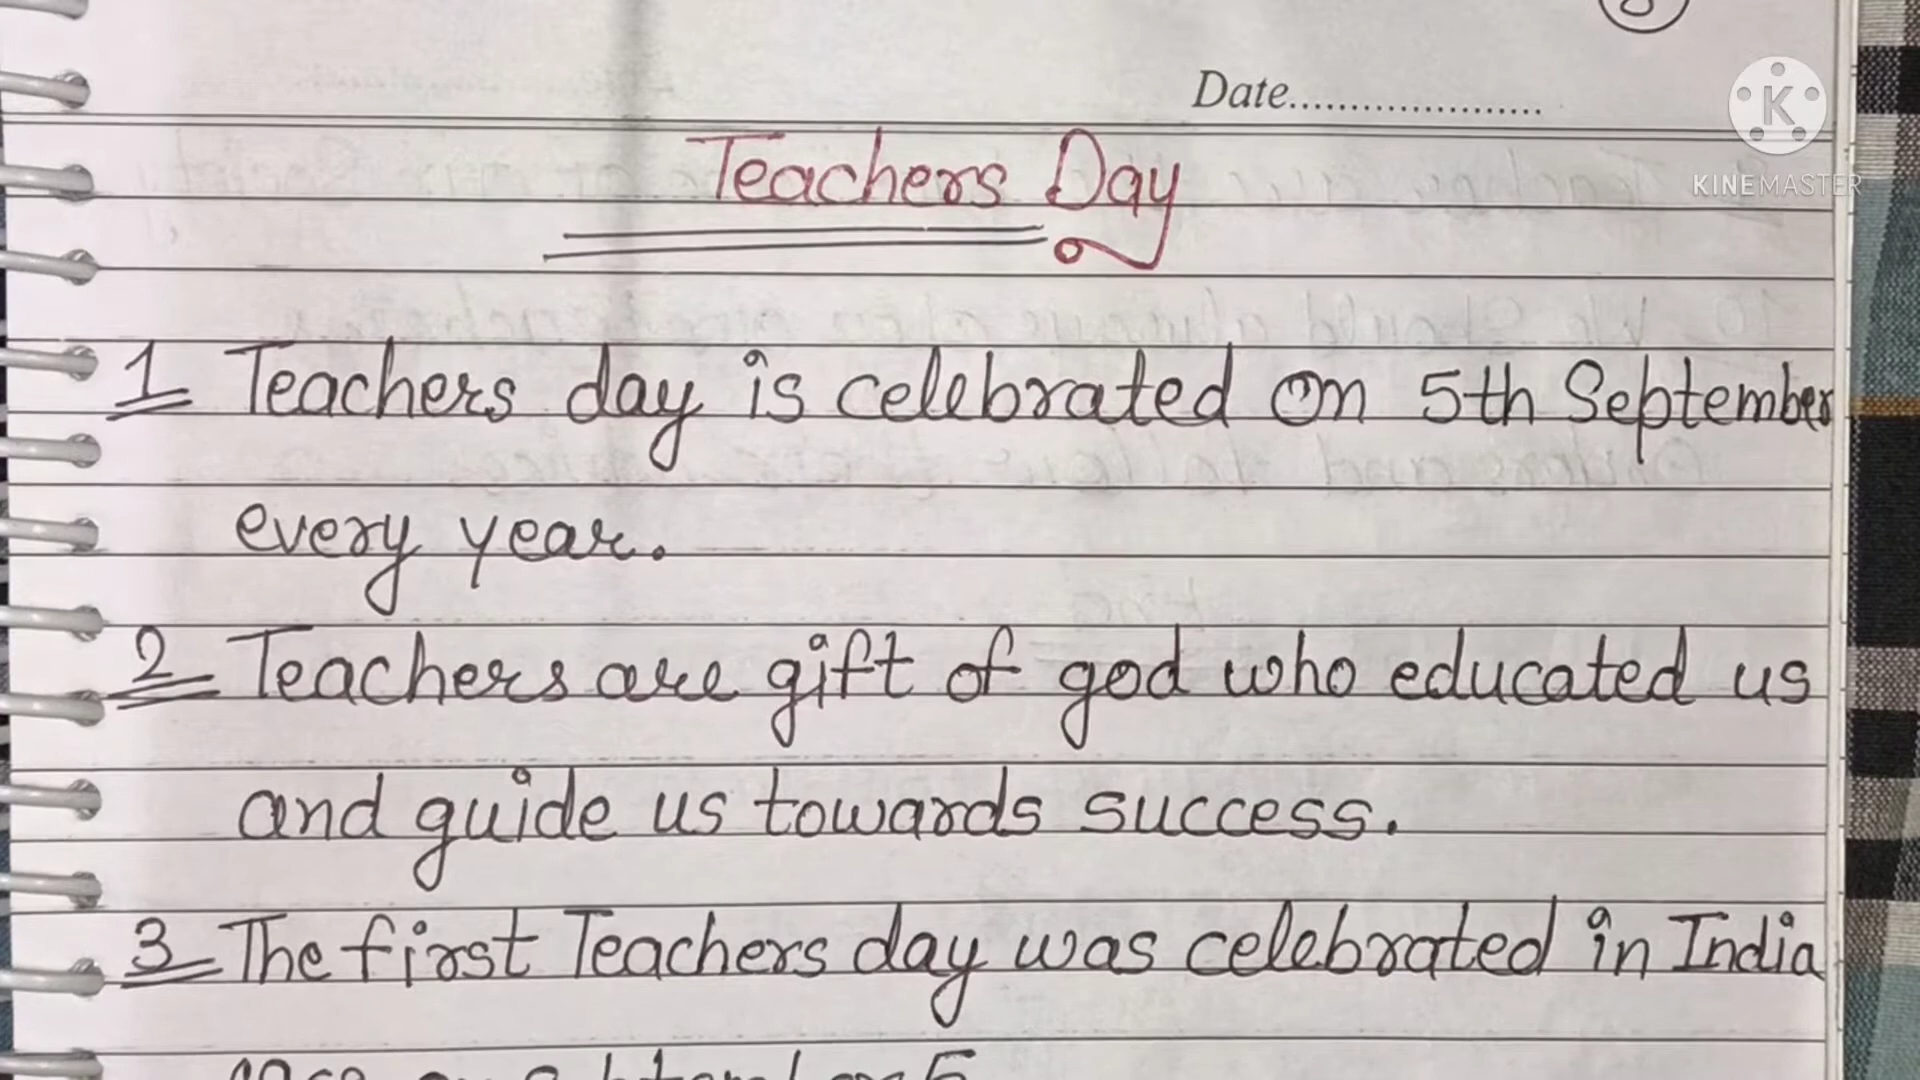 Date.....................
KINEMASTER
Teachers Day
1 Teachers day is celebrated on 5th September
every year.
2 Teachers are gift of god who educated us
and guide us towards success.
3 The first Teachers day was celebrated in India